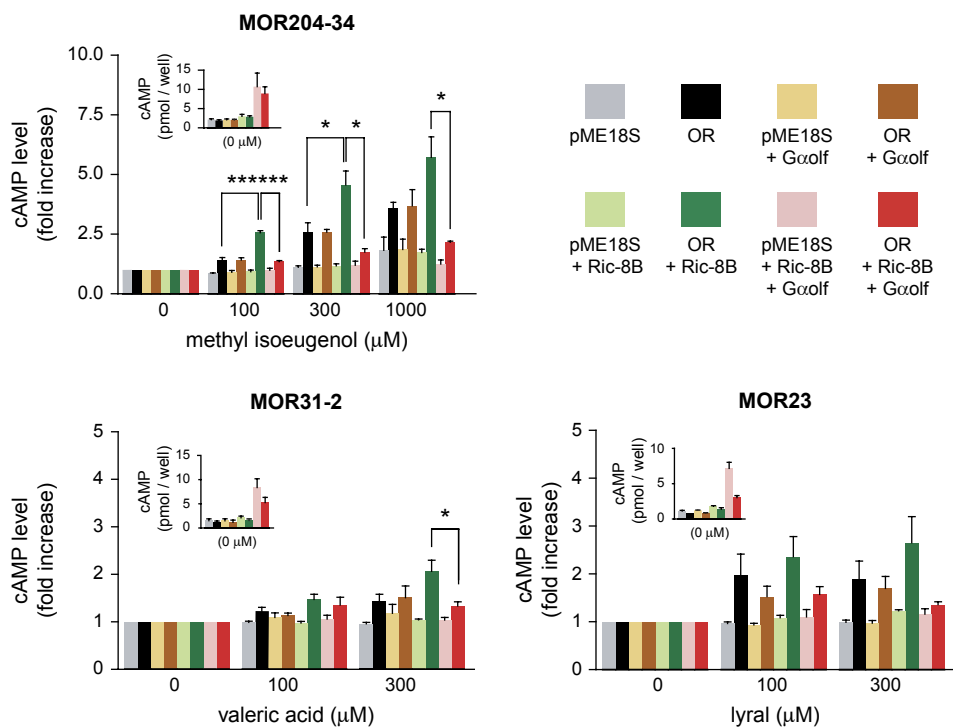 MOR204-34
10.0
7.5
5.0
2.5
0.0
cAMP level
(fold increase)
15
10
5
0
cAMP
(pmol / well)
(0 μM)
***
***
*
*
*
0 100 300 1000
methyl isoeugenol (μM)
pME18S OR pME18S OR
+ Gαolf + Gαolf
pME18S OR pME18S OR
+ Ric-8B + Ric-8B + Ric-8B + Ric-8B
+ Gαolf + Gαolf
MOR31-2
5
4
3
2
1
0
cAMP level
(fold increase)
15
10
5
0
cAMP
(pmol / well)
(0 μM)
*
0 100 300
valeric acid (μM)
MOR23
5
4
3
2
1
0
cAMP level
(fold increase)
10
5
0
cAMP
(pmol / well)
(0 μM)
0 100 300
lyral (μM)